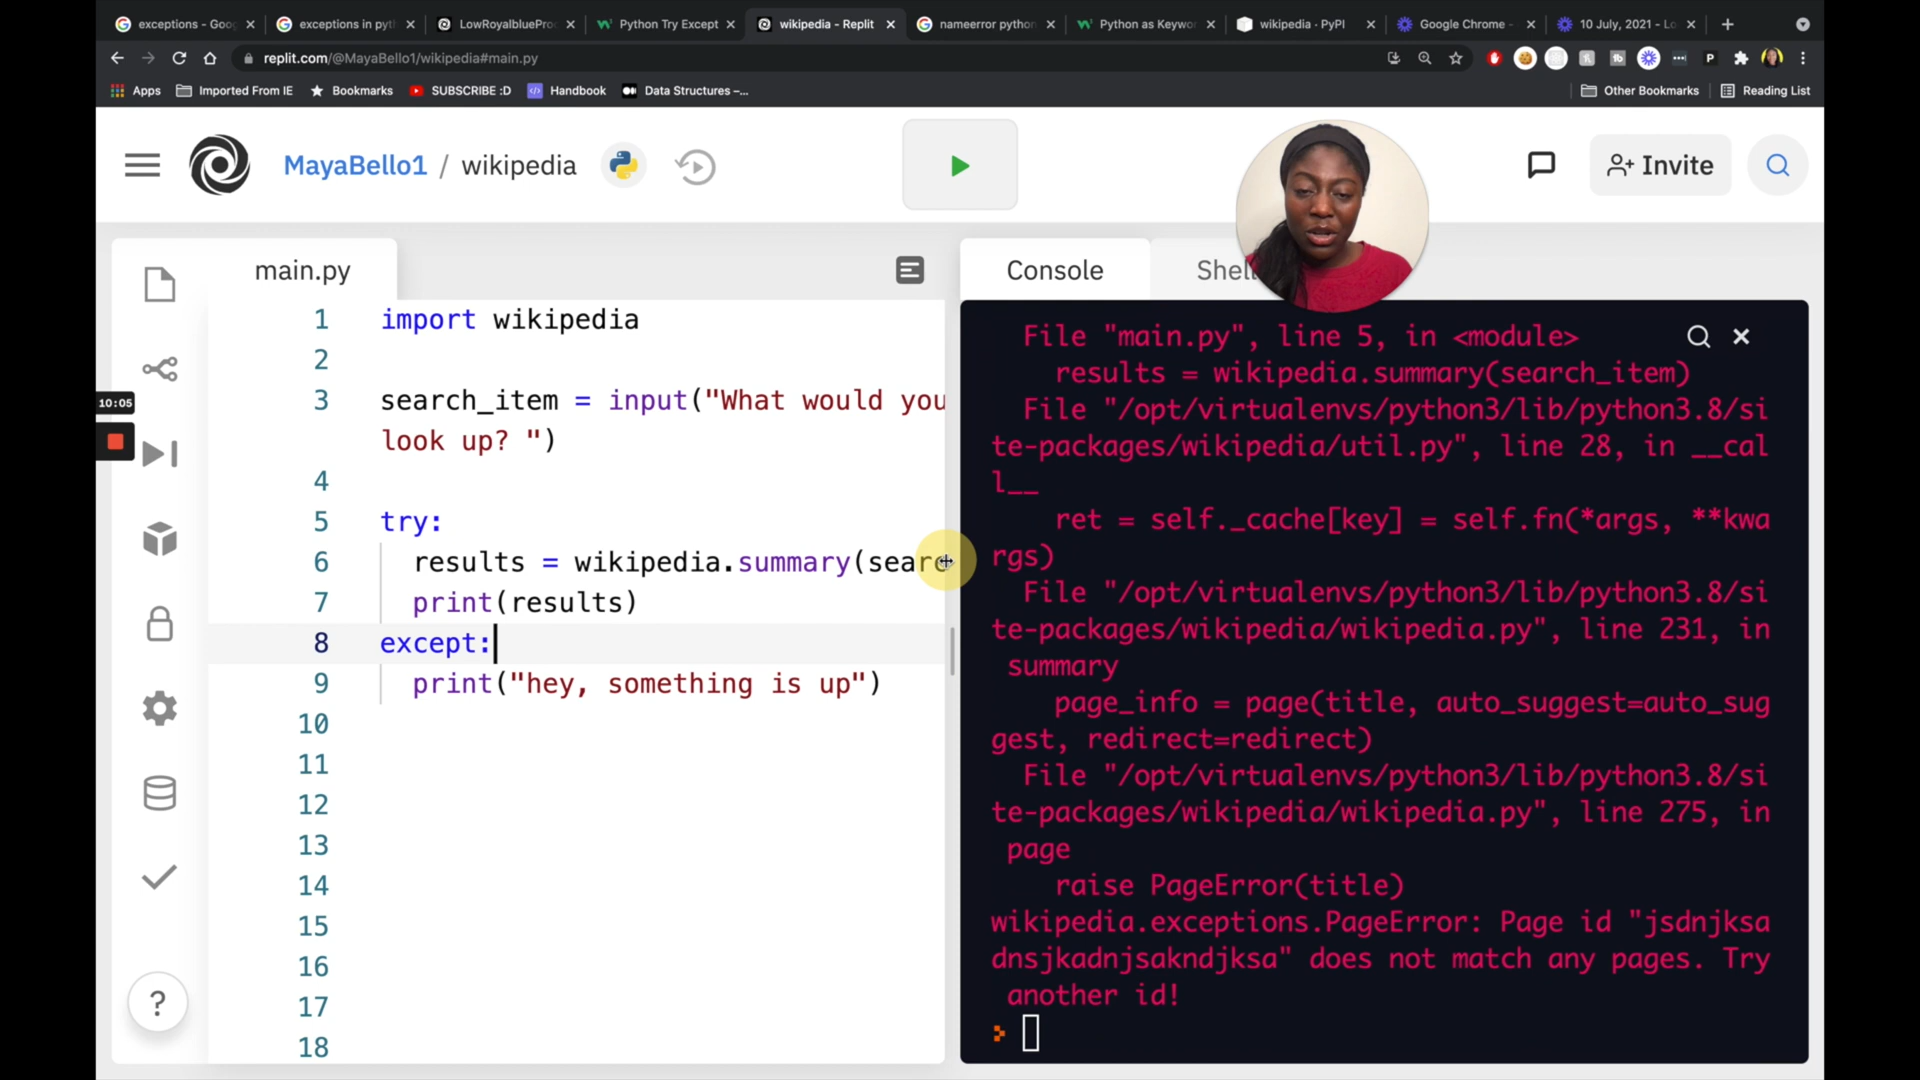 exceptions - Goog
exceptions in pyth
LowRoyalbluePro
Python Try Except
wikipedia - Replit
nameerror python
Python as Keywo
wikipedia · PyPI
Google Chrome -
10 July, 2021 - Lo
replit.com/@MayaBello1/wikipedia#main.py
Apps
Imported From IE
Bookmarks
SUBSCRIBE :D
Handbook
Data Structures –...
Other Bookmarks
Reading List
MayaBello1 / wikipedia
Invite
main.py
Console
Shell
10:05
1 import wikipedia
2
3 search_item = input("What would you
look up? ")
4
5 try:
6 results = wikipedia.summary(searc
7 print(results)
8 except:
9 print("hey, something is up")
10
11
12
13
14
15
16
17
18
?
File "main.py", line 5, in <module>
results = wikipedia.summary(search_item)
File "/opt/virtualenvs/python3/lib/python3.8/si
te-packages/wikipedia/util.py", line 28, in __cal
l__
ret = self._cache[key] = self.fn(*args, **kwa
rgs)
File "/opt/virtualenvs/python3/lib/python3.8/si
te-packages/wikipedia/wikipedia.py", line 231, in
summary
page_info = page(title, auto_suggest=auto_sug
gest, redirect=redirect)
File "/opt/virtualenvs/python3/lib/python3.8/si
te-packages/wikipedia/wikipedia.py", line 275, in
page
raise PageError(title)
wikipedia.exceptions.PageError: Page id "jsdnjksa
dnsjkadnjsakndjksa" does not match any pages. Try
another id!